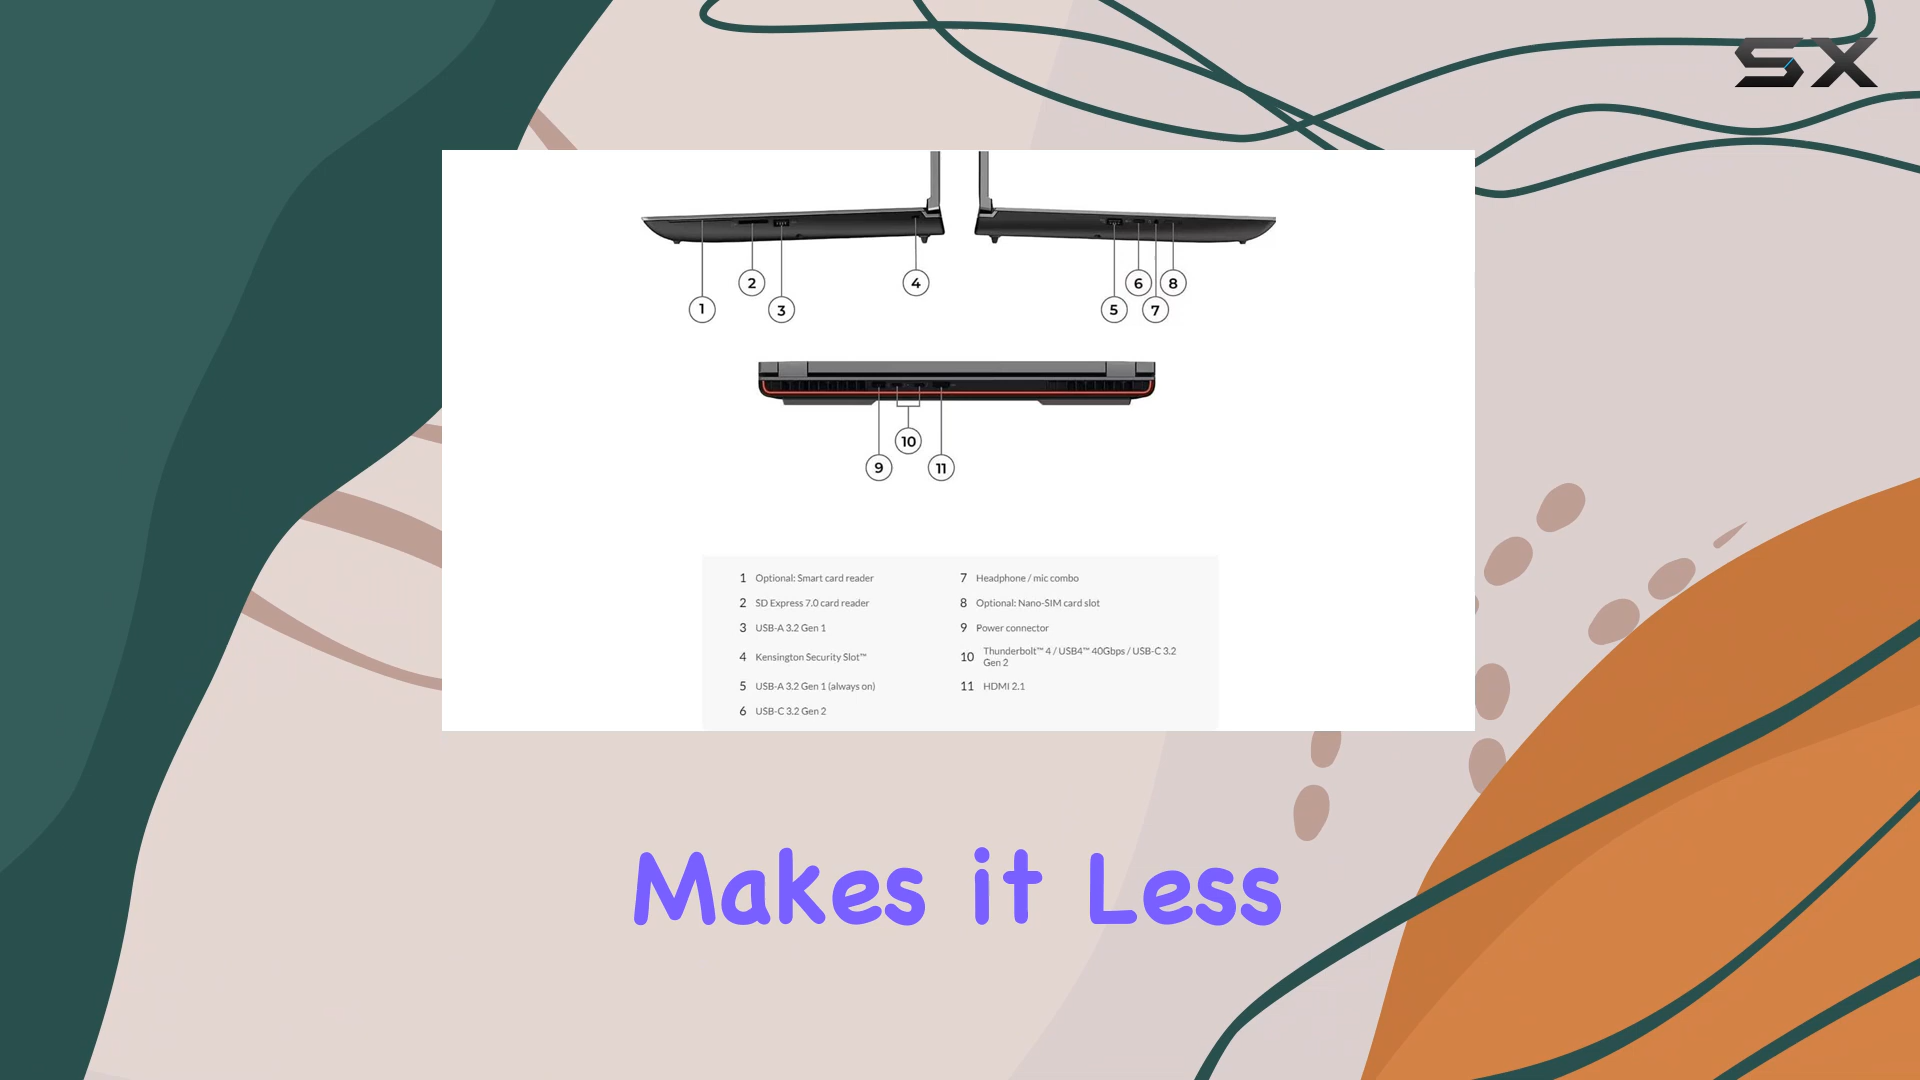 SX
1
2
3
4
5
6
7
8
9
10
11
1 Optional: Smart card reader
2 SD Express 7.0 card reader
3 USB-A 3.2 Gen 1
4 Kensington Security Slot™
5 USB-A 3.2 Gen 1 (always on)
6 USB-C 3.2 Gen 2
7 Headphone / mic combo
8 Optional: Nano-SIM card slot
9 Power connector
10 Thunderbolt™ 4 / USB4™ 40Gbps / USB-C 3.2
Gen 2
11 HDMI 2.1
Makes it Less